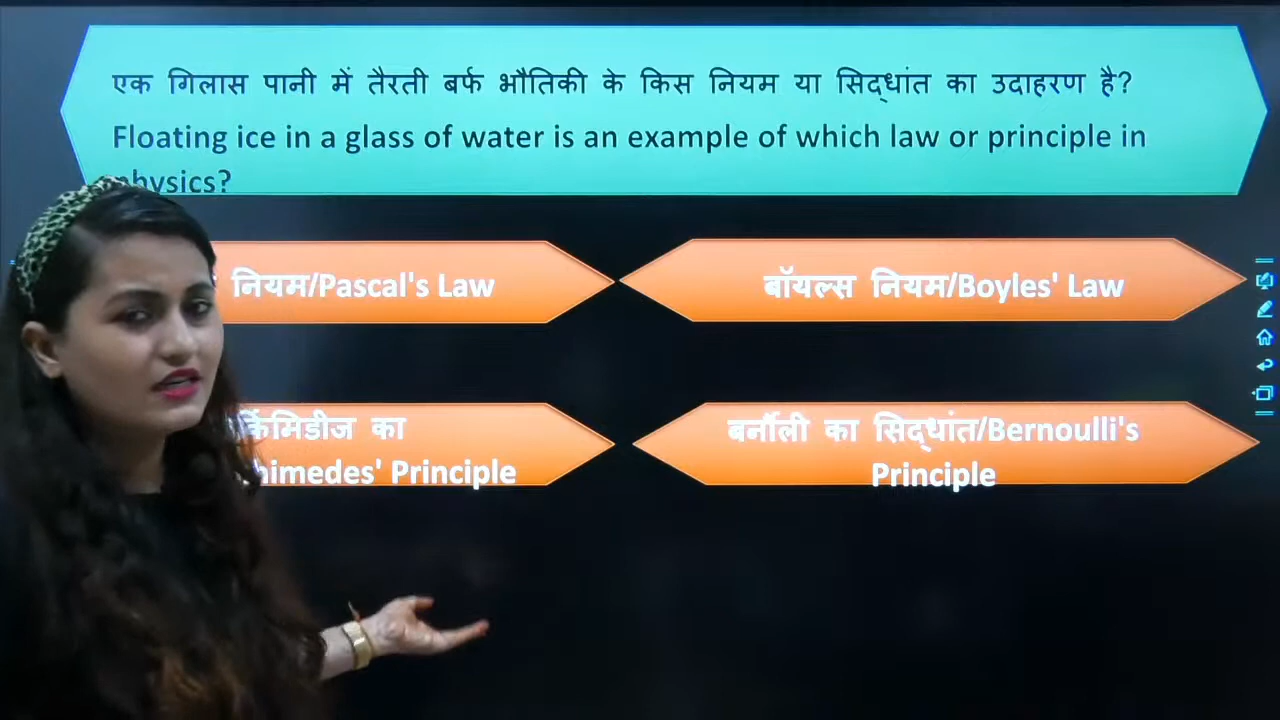 एक गिलास पानी में तैरती बर्फ भौतिकी के किस नियम या सिद्धांत का उदाहरण है?
Floating ice in a glass of water is an example of which law or principle in
physics?
नियम/Pascal's Law
बॉयल्स नियम/Boyles' Law
का
Principle
बर्नौली का सिद्धांत/Bernoulli's
Principle